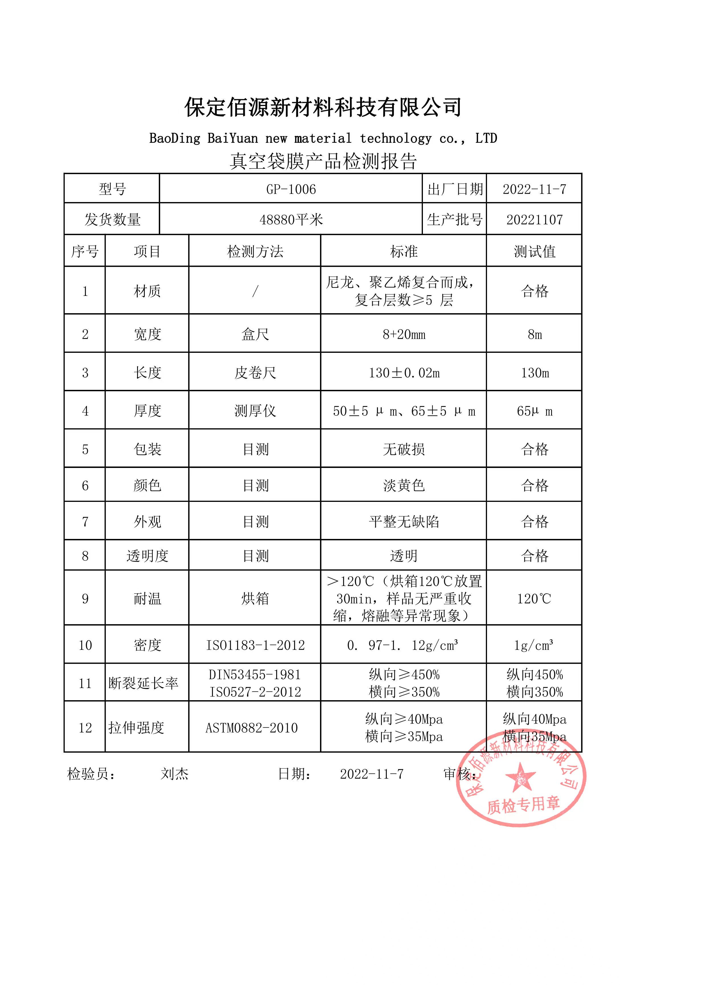 保定佰源新材料科技有限公司
BaoDing BaiYuan new material technology co., LTD
真空袋膜产品检测报告
型号 GP-1006 出厂日期 2022-11-7
发货数量 48880平米 生产批号 20221107
序号 项目 检测方法 标准 测试值
1 材质 / 尼龙、聚乙烯复合而成，
复合层数≥5 层 合格
2 宽度 盒尺 8+20mm 8m
3 长度 皮卷尺 130±0.02m 130m
4 厚度 测厚仪 50±5 μm、65±5 μm 65μm
5 包装 目测 无破损 合格
6 颜色 目测 淡黄色 合格
7 外观 目测 平整无缺陷 合格
8 透明度 目测 透明 合格
9 耐温 烘箱 ＞120℃（烘箱120℃放置
30min，样品无严重收
缩，熔融等异常现象） 120℃
10 密度 ISO1183-1-2012 0. 97-1. 12g/cm³ 1g/cm³
11 断裂延长率 DIN53455-1981 纵向≥450% 纵向450%
ISO527-2-2012 横向≥350% 横向350%
12 拉伸强度 ASTM0882-2010 纵向≥40Mpa 纵向40Mpa
横向≥35Mpa 横向35Mpa
检验员： 刘杰 日期： 2022-11-7 审核：
保定佰源新材料科技有限公司
质检专用章